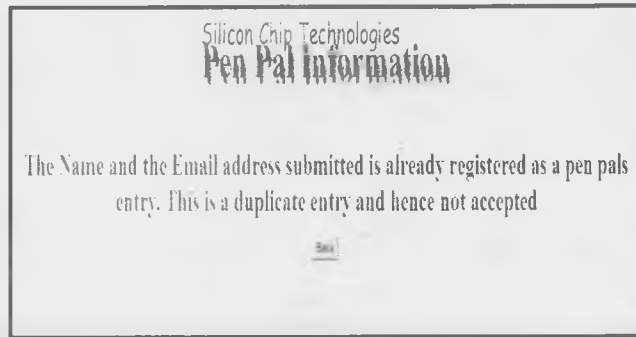 Silicon Chip Technologies
Pen Pal Information
The Name and the Email address submitted is already registered as a pen pals
entry. This is a duplicate entry and hence not accepted
Back